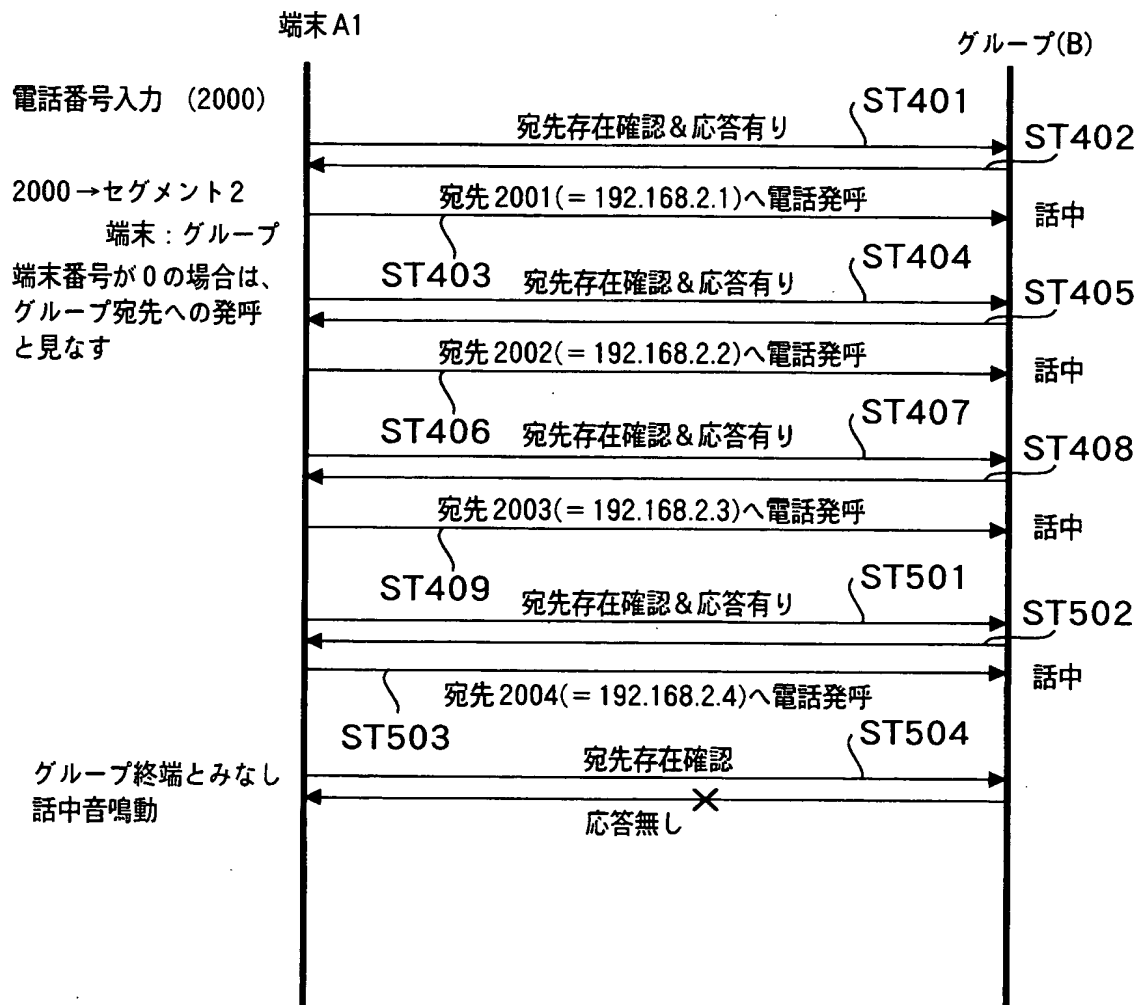 端末A1
グループ(B)
電話番号入力 (2000)
ST401
宛先存在確認&応答有り
ST402
2000→セグメント2
宛先2001(=192.168.2.1)へ電話発呼
話中
端末:グループ
ST403
ST404
端末番号が0の場合は、
宛先存在確認&応答有り
ST405
グループ宛先への発呼
と見なす
宛先2002(=192.168.2.2)へ電話発呼
話中
ST406
ST407
宛先存在確認&応答有り
ST408
宛先2003(=192.168.2.3)へ電話発呼
話中
ST409
ST501
宛先存在確認&応答有り
ST502
話中
宛先2004(=192.168.2.4)へ電話発呼
ST503
ST504
宛先存在確認
グループ終端とみなし
話中音鳴動
応答無し